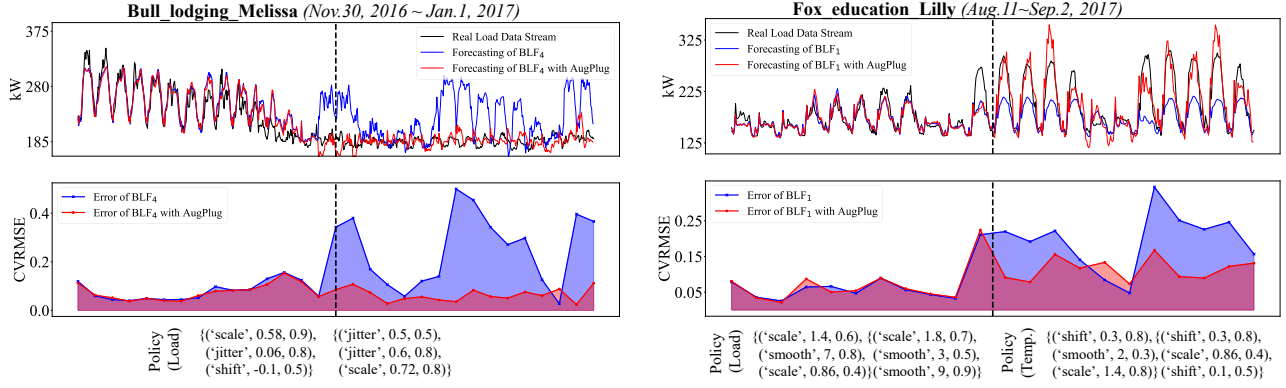 Bull_lodging_Melissa (Nov.30, 2016 ~ Jan.1, 2017)
375
280
185
kW
Real Load Data Stream
Forecasting of BLF4
Forecasting of BLF4 with AugPlug
0.4
0.2
0.0
CVRMSE
Error of BLF4
Error of BLF4 with AugPlug
Policy
(Load)
{('scale', 0.58, 0.9),
('jitter', 0.06, 0.8),
('shift', -0.1, 0.5)}
{('jitter', 0.5, 0.5),
('jitter', 0.6, 0.8),
('scale', 0.72, 0.8)}
Fox_education_Lilly (Aug.11~Sep.2, 2017)
325
225
125
kW
Real Load Data Stream
Forecasting of BLF1
Forecasting of BLF1 with AugPlug
0.25
0.15
0.05
CVRMSE
Error of BLF1
Error of BLF1 with AugPlug
Policy
(Load)
{('scale', 1.4, 0.6),
('smooth', 7, 0.8),
('scale', 0.86, 0.4)}
{('scale', 1.8, 0.7),
('smooth', 3, 0.5),
{('smooth', 9, 0.9)}
Policy
(Temp.)
{('shift', 0.3, 0.8),
('smooth', 2, 0.3),
('scale', 1.4, 0.8)}
{('shift', 0.3, 0.8),
(('scale', 0.86, 0.4),
('shift', 0.1, 0.5)}